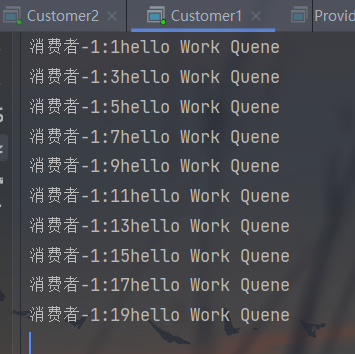 Customer2 Customer1 Provid
消费者-1:1hello Work Quene
消费者-1:3hello Work Quene
消费者-1:5hello Work Quene
消费者-1:7hello Work Quene
消费者-1:9hello Work Quene
消费者-1:11hello Work Quene
消费者-1:13hello Work Quene
消费者-1:15hello Work Quene
消费者-1:17hello Work Quene
消费者-1:19hello Work Quene